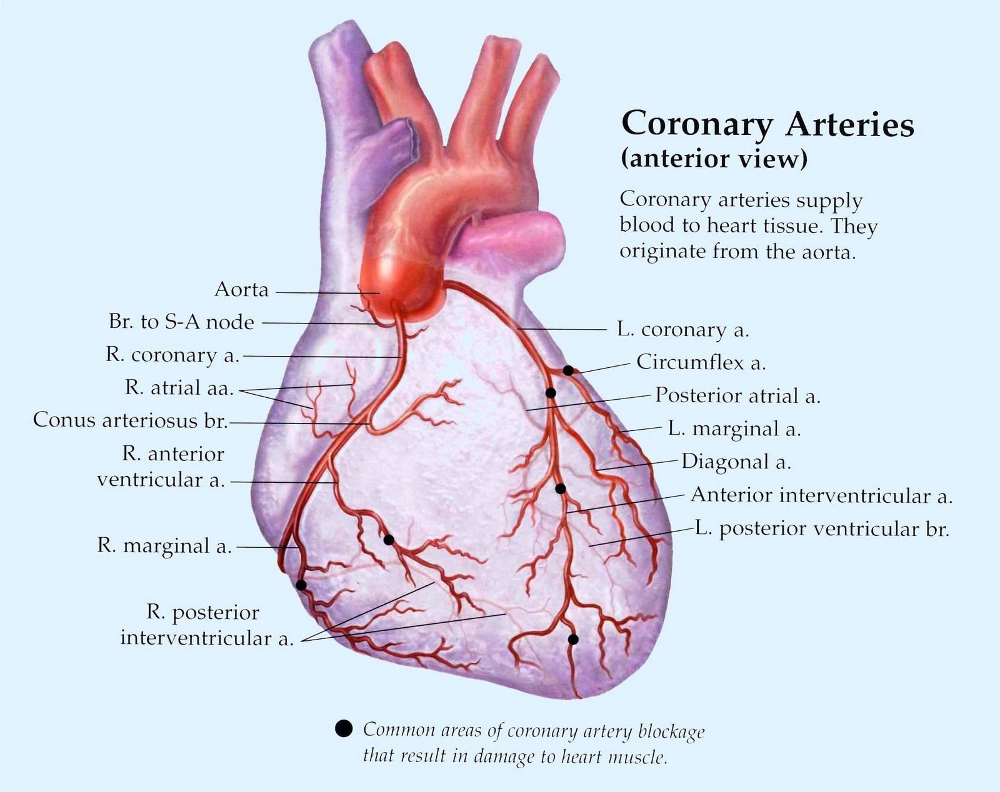 Coronary Arteries
(anterior view)
Coronary arteries supply
blood to heart tissue. They
originate from the aorta.
Aorta
Br. to S-A node
R. coronary a.
R. atrial aa.
Conus arteriosus br.
R. anterior
ventricular a.
R. marginal a.
R. posterior
interventricular a.
L. coronary a.
Circumflex a.
Posterior atrial a.
L. marginal a.
Diagonal a.
Anterior interventricular a.
L. posterior ventricular br.
Common areas of coronary artery blockage
that result in damage to heart muscle.